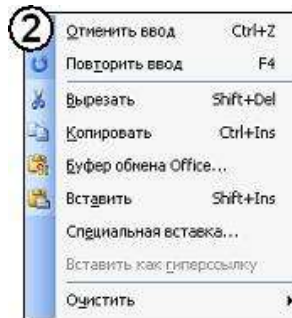 2
Отменить ввод Ctrl+Z
Повторить ввод F4
Вырезать Shift+Del
Копировать Ctrl+Ins
Буфер обмена Office...
Вставить Shift+Ins
Специальная вставка...
Вставить как гиперссылку
Очистить